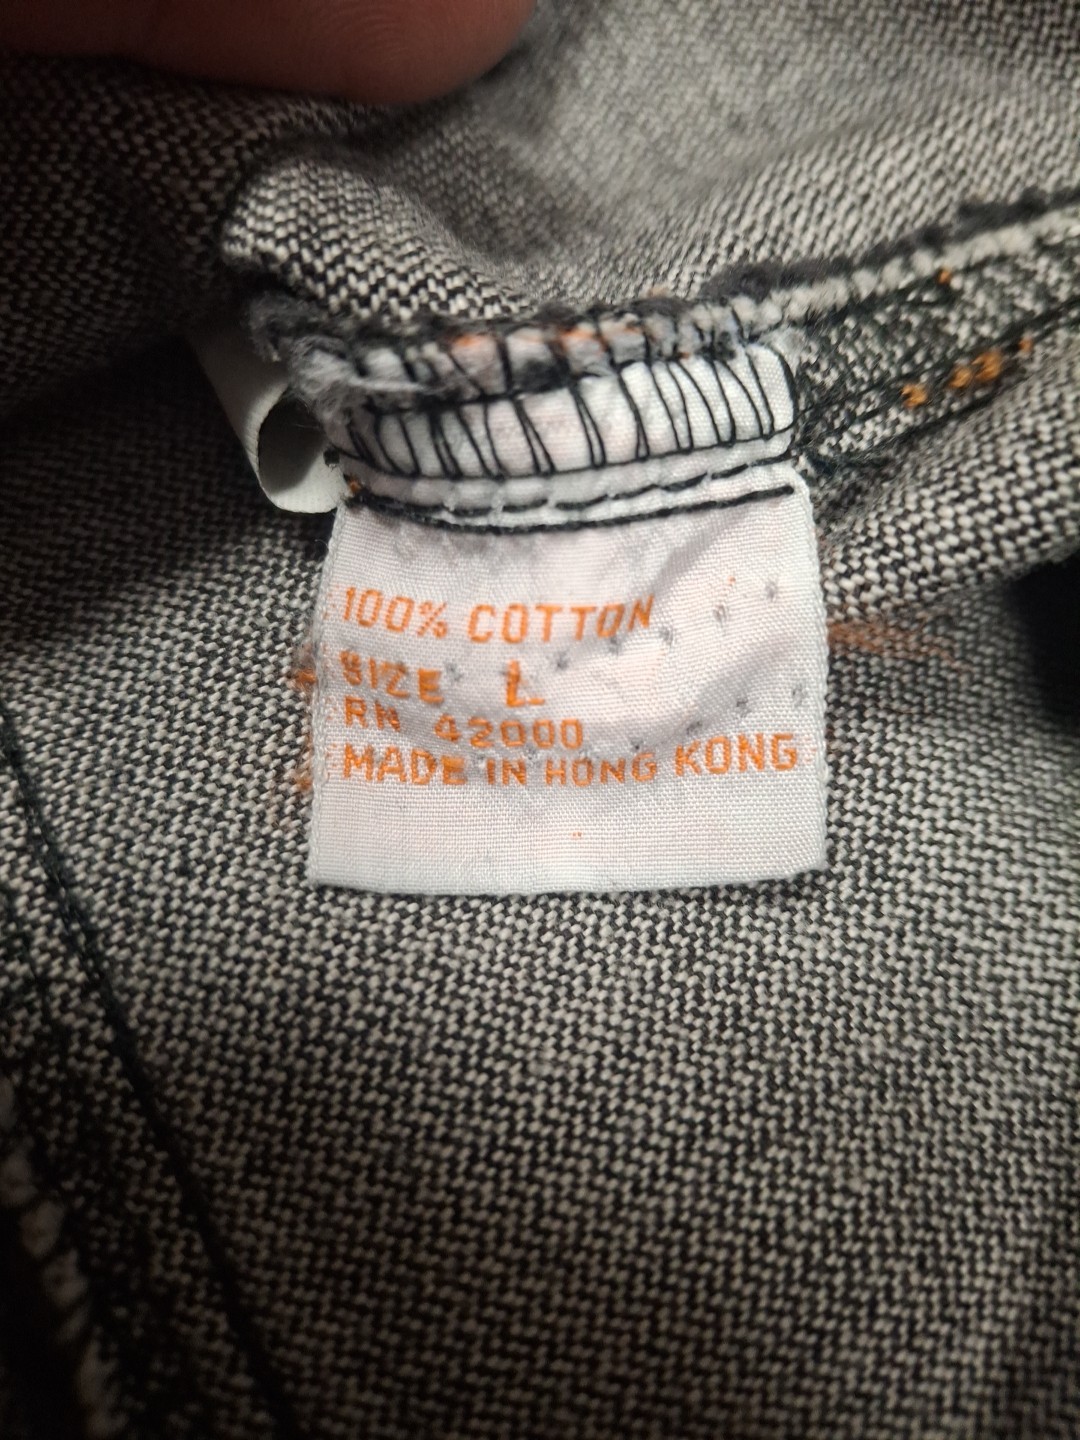 100% COTTON
SIZE L
RN 42000
MADE IN HONG KONG